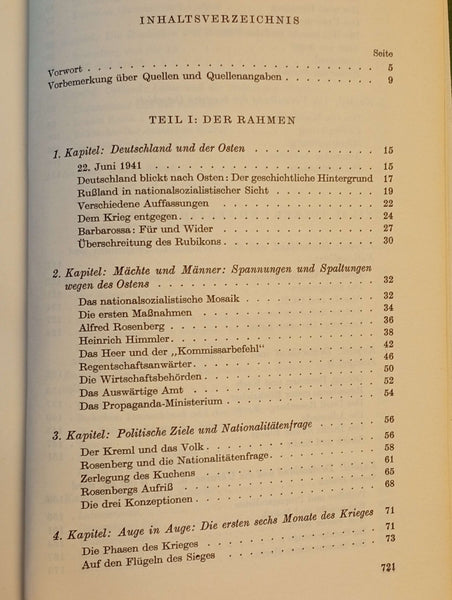 INHALTSVERZEICHNIS
Seite
Vorwort . . . . . . . . . . . . . . . . . . . . . . 5
Vorbemerkung über Quellen und Quellenangaben . . . . . . . . 9
TEIL I: DER RAHMEN
1. Kapitel: Deutschland und der Osten . . . . . . . . . . . . 15
22. Juni 1941 . . . . . . . . . . . . . . . . . . 15
Deutschland blickt nach Osten: Der geschichtliche Hintergrund 17
Rußland in nationalsozialistischer Sicht . . . . . . . . . . 19
Verschiedene Auffassungen . . . . . . . . . . . . . . 22
Dem Krieg entgegen . . . . . . . . . . . . . . . . 24
Barbarossa: Für und Wider . . . . . . . . . . . . . . 27
Überschreitung des Rubikons . . . . . . . . . . . . . 30
2. Kapitel: Mächte und Männer: Spannungen und Spaltungen
wegen des Ostens . . . . . . . . . . . . . . . . . . 32
Das nationalsozialistische Mosaik . . . . . . . . . . . . 32
Die ersten Maßnahmen . . . . . . . . . . . . . . . 34
Alfred Rosenberg . . . . . . . . . . . . . . . . . 36
Heinrich Himmler . . . . . . . . . . . . . . . . . 38
Das Heer und der „Kommissarbefehl" . . . . . . . . . . 42
Regentschaftsanwärter . . . . . . . . . . . . . . . 46
Die Wirtschaftsbehörden . . . . . . . . . . . . . . . 50
Das Auswärtige Amt . . . . . . . . . . . . . . . . 52
Das Propaganda-Ministerium . . . . . . . . . . . . . 54
3. Kapitel: Politische Ziele und Nationalitätenfrage . . . . . . 56
Der Kreml und das Volk . . . . . . . . . . . . . . . 56
Rosenberg und die Nationalitätenfrage . . . . . . . . . . 58
Zerlegung des Kuchens . . . . . . . . . . . . . . . 61
Rosenbergs Aufriß . . . . . . . . . . . . . . . . . 65
Die drei Konzeptionen . . . . . . . . . . . . . . . 68
4. Kapitel: Auge in Auge: Die ersten sechs Monate des Krieges 71
Die Phasen des Krieges . . . . . . . . . . . . . . . 71
Auf den Flügeln des Sieges . . . . . . . . . . . . . . 73
721